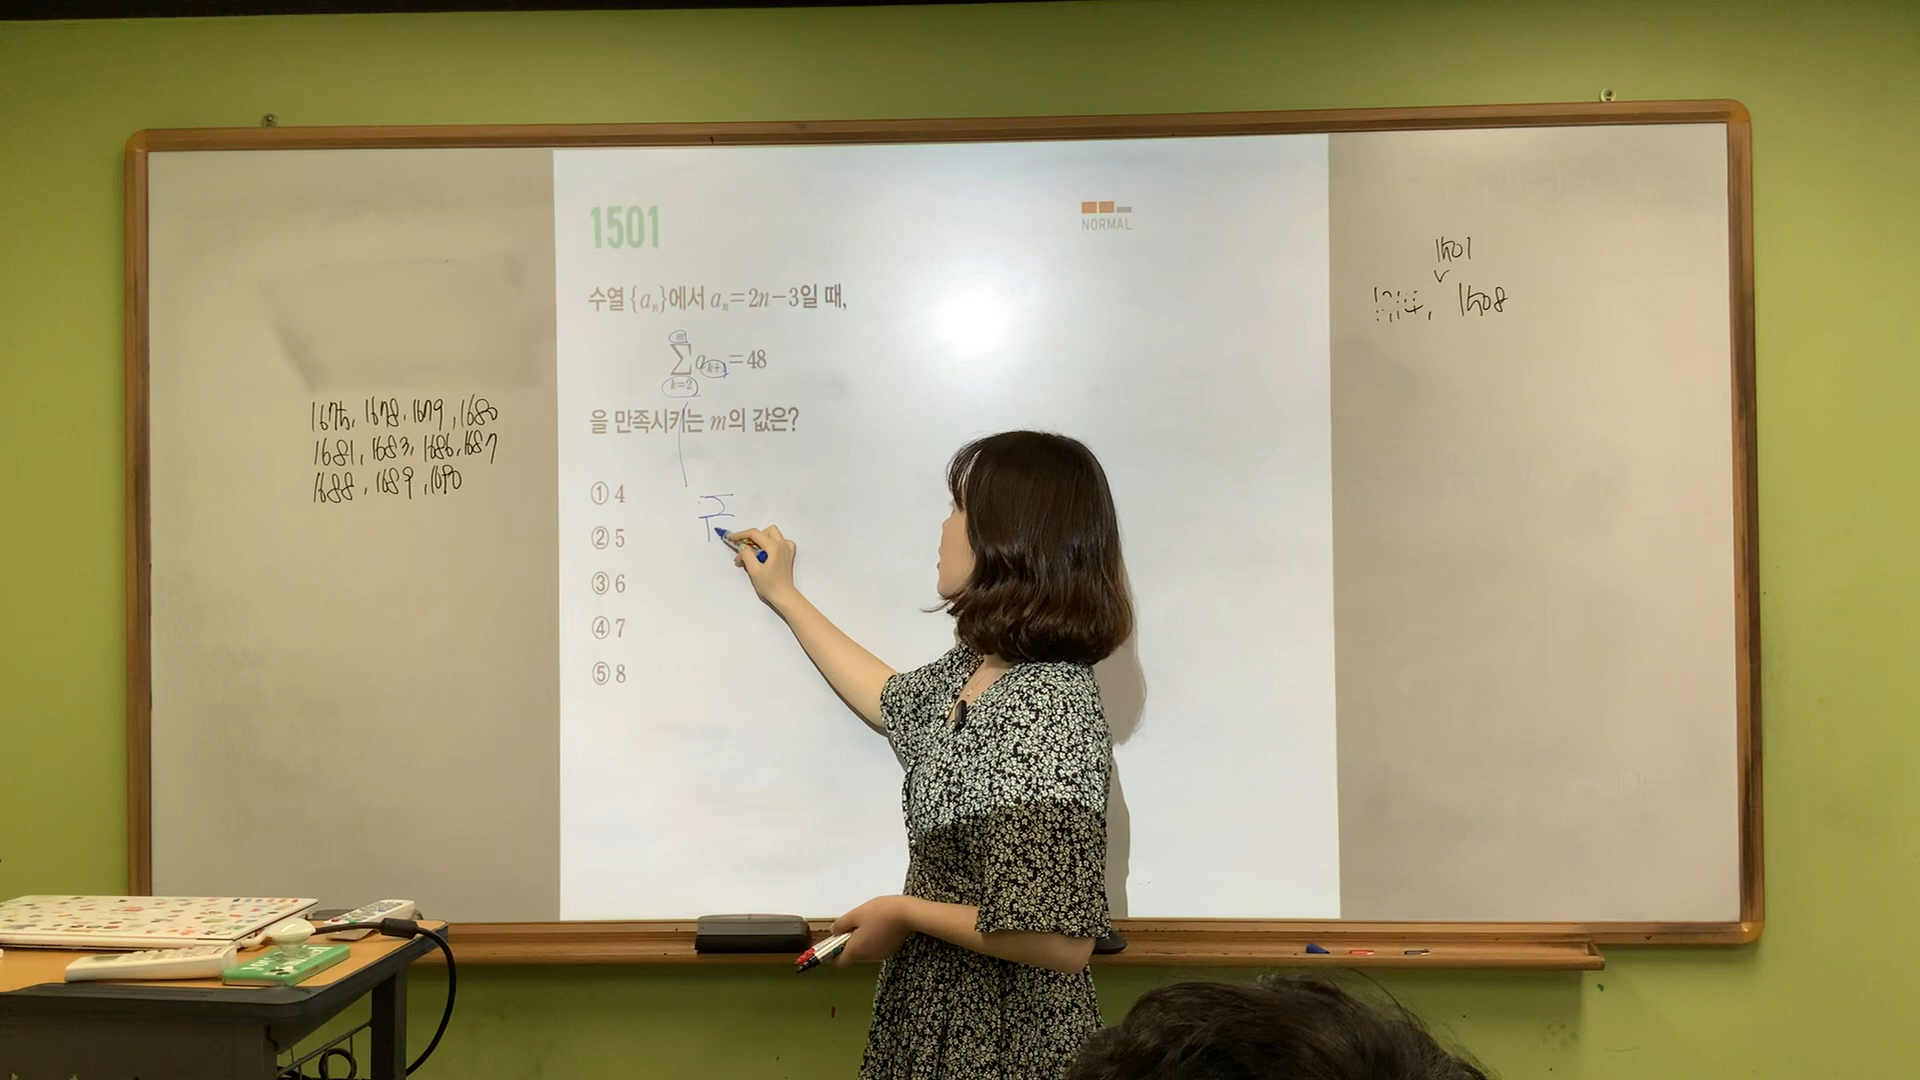 1501
NORMAL
수열 {aₙ}에서 aₙ=2n-3일 때,
m
∑ aₖ₊₁=48
k=2
을 만족시키는 m의 값은?
① 4
② 5
③ 6
④ 7
⑤ 8
1675, 1678, 1679, 1680
1681, 1683, 1686, 1687
1688, 1689, 1690
1501
1508